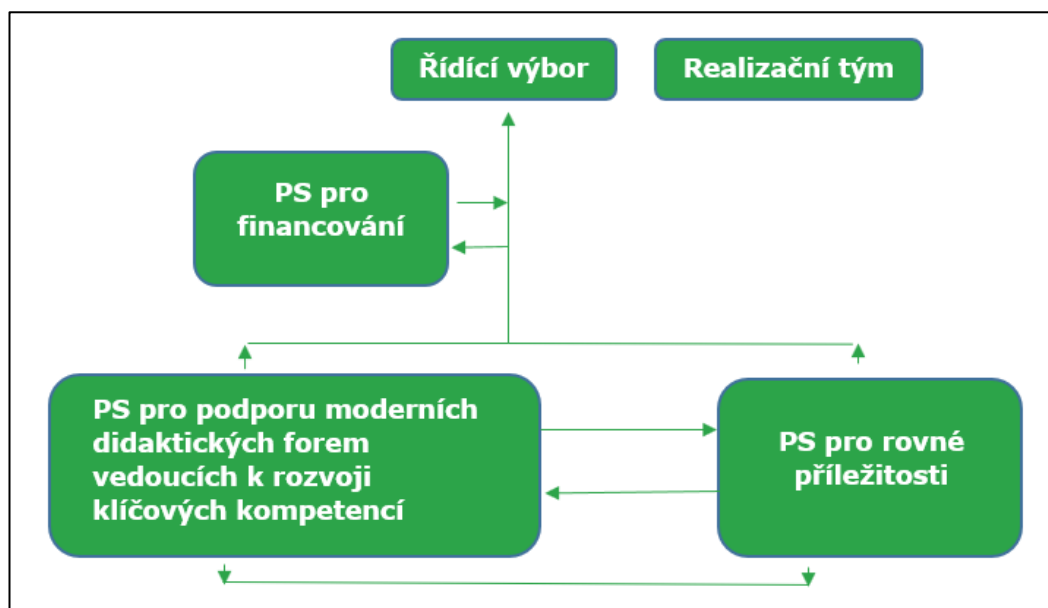 Řídící výbor
Realizační tým
PS pro
financování
PS pro podporu moderních
didaktických forem
vedoucích k rozvoji
klíčových kompetencí
PS pro rovné
příležitosti